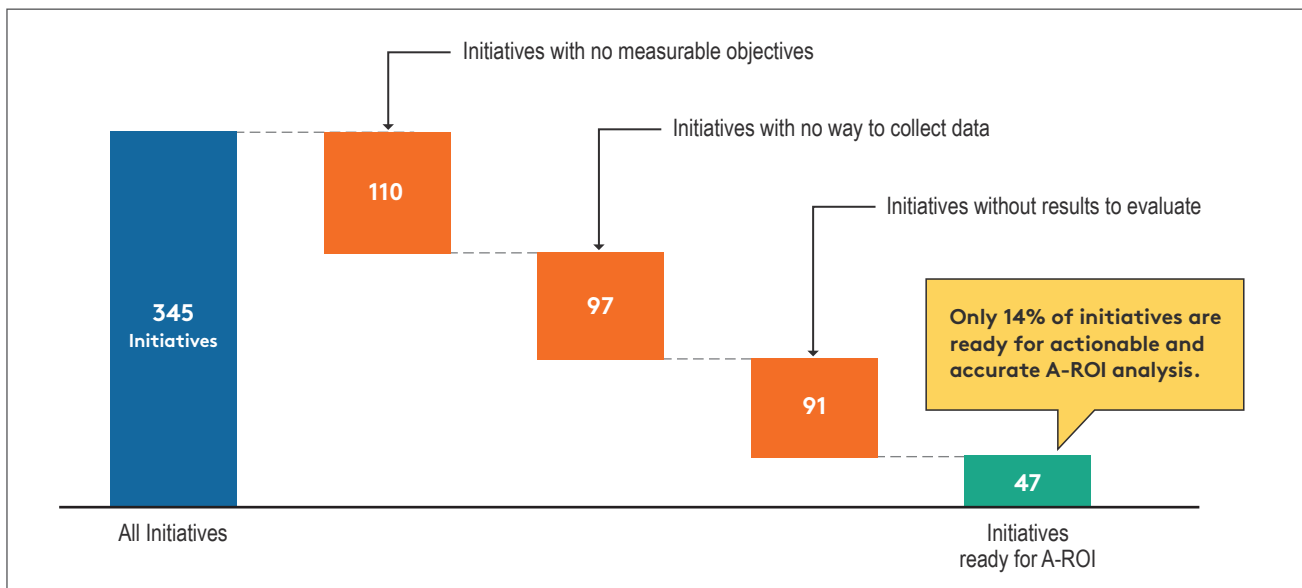 Initiatives with no measurable objectives
Initiatives with no way to collect data
110
Initiatives without results to evaluate
345
Initiatives
97
Only 14% of initiatives are
ready for actionable and
accurate A-ROI analysis.
91
47
All Initiatives
Initiatives
ready for A-ROI